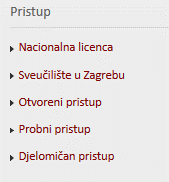 Pristup
Nacionalna licenca
Sveučilište u Zagrebu
Otvoreni pristup
Probni pristup
Djelomičan pristup